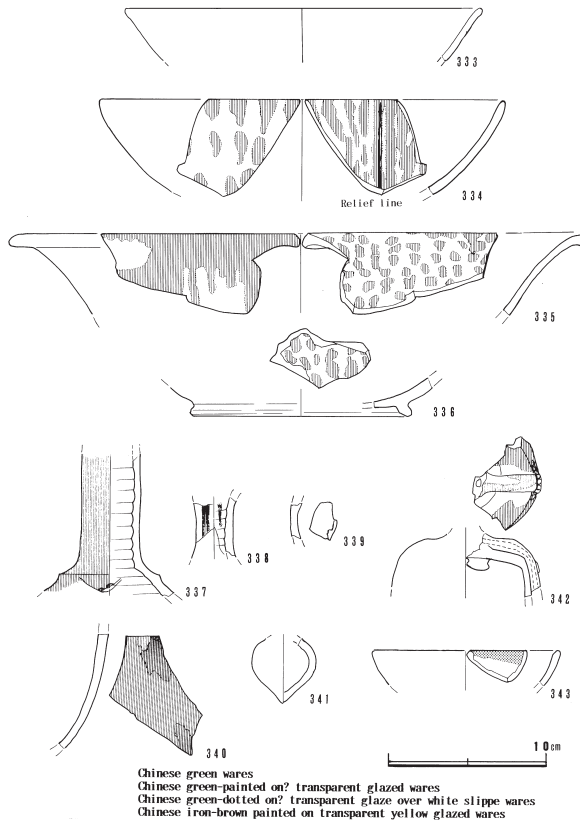 333
334
Relief line
335
336
337
338
339
342
340
341
343
10cm
Chinese green wares
Chinese green-painted on? transparent glazed wares
Chinese green-dotted on? transparent glaze over white slippe wares
Chinese iron-brown painted on transparent yellow glazed wares